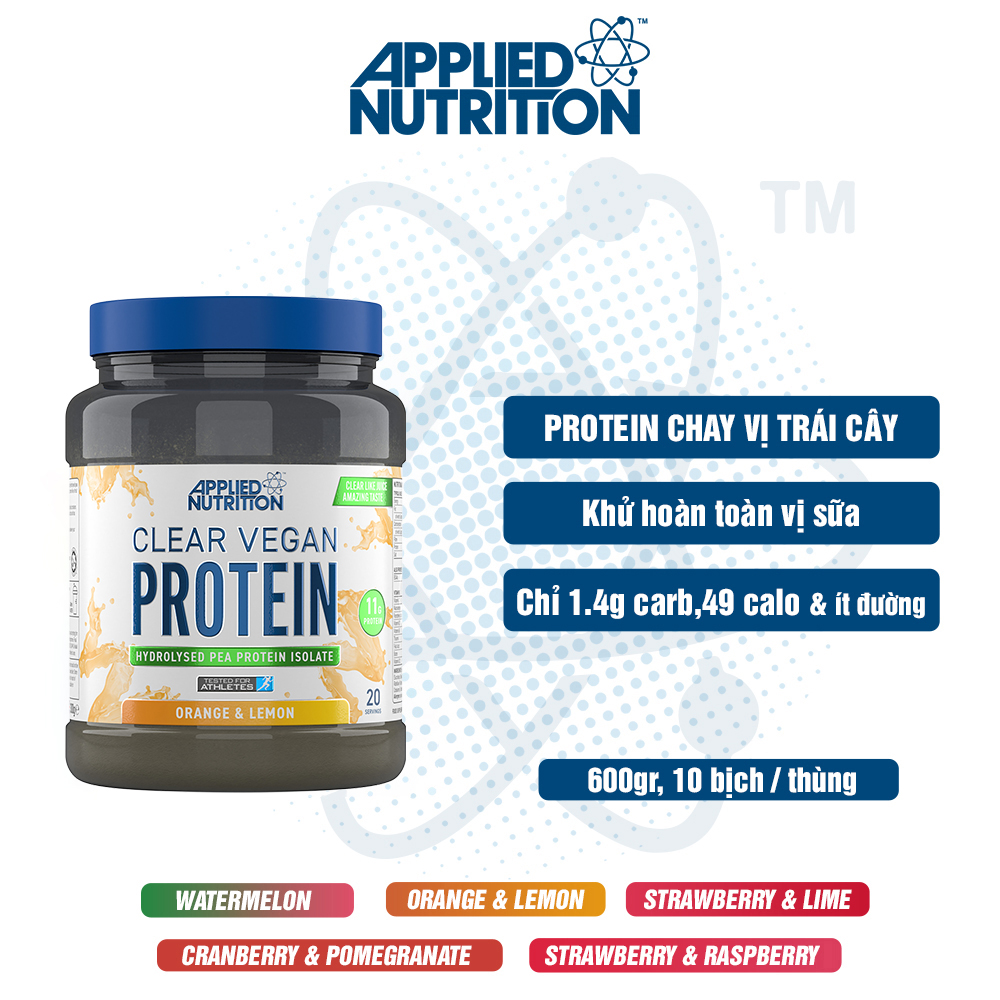 APPLIED
NUTRITION
TM
TM
APPLIED
NUTRITION
CLEAR LIKE JUICE
AMAZING TASTE
CLEAR VEGAN
PROTEIN
11g
PROTEIN
HYDROLYSED PEA PROTEIN ISOLATE
TESTED FOR
ATHLETES
20
SERVINGS
ORANGE & LEMON
PROTEIN CHAY VỊ TRÁI CÂY
Khử hoàn toàn vị sữa
Chỉ 1.4g carb,49 calo & ít đường
600gr, 10 bịch / thùng
WATERMELON
ORANGE & LEMON
STRAWBERRY & LIME
CRANBERRY & POMEGRANATE
STRAWBERRY & RASPBERRY